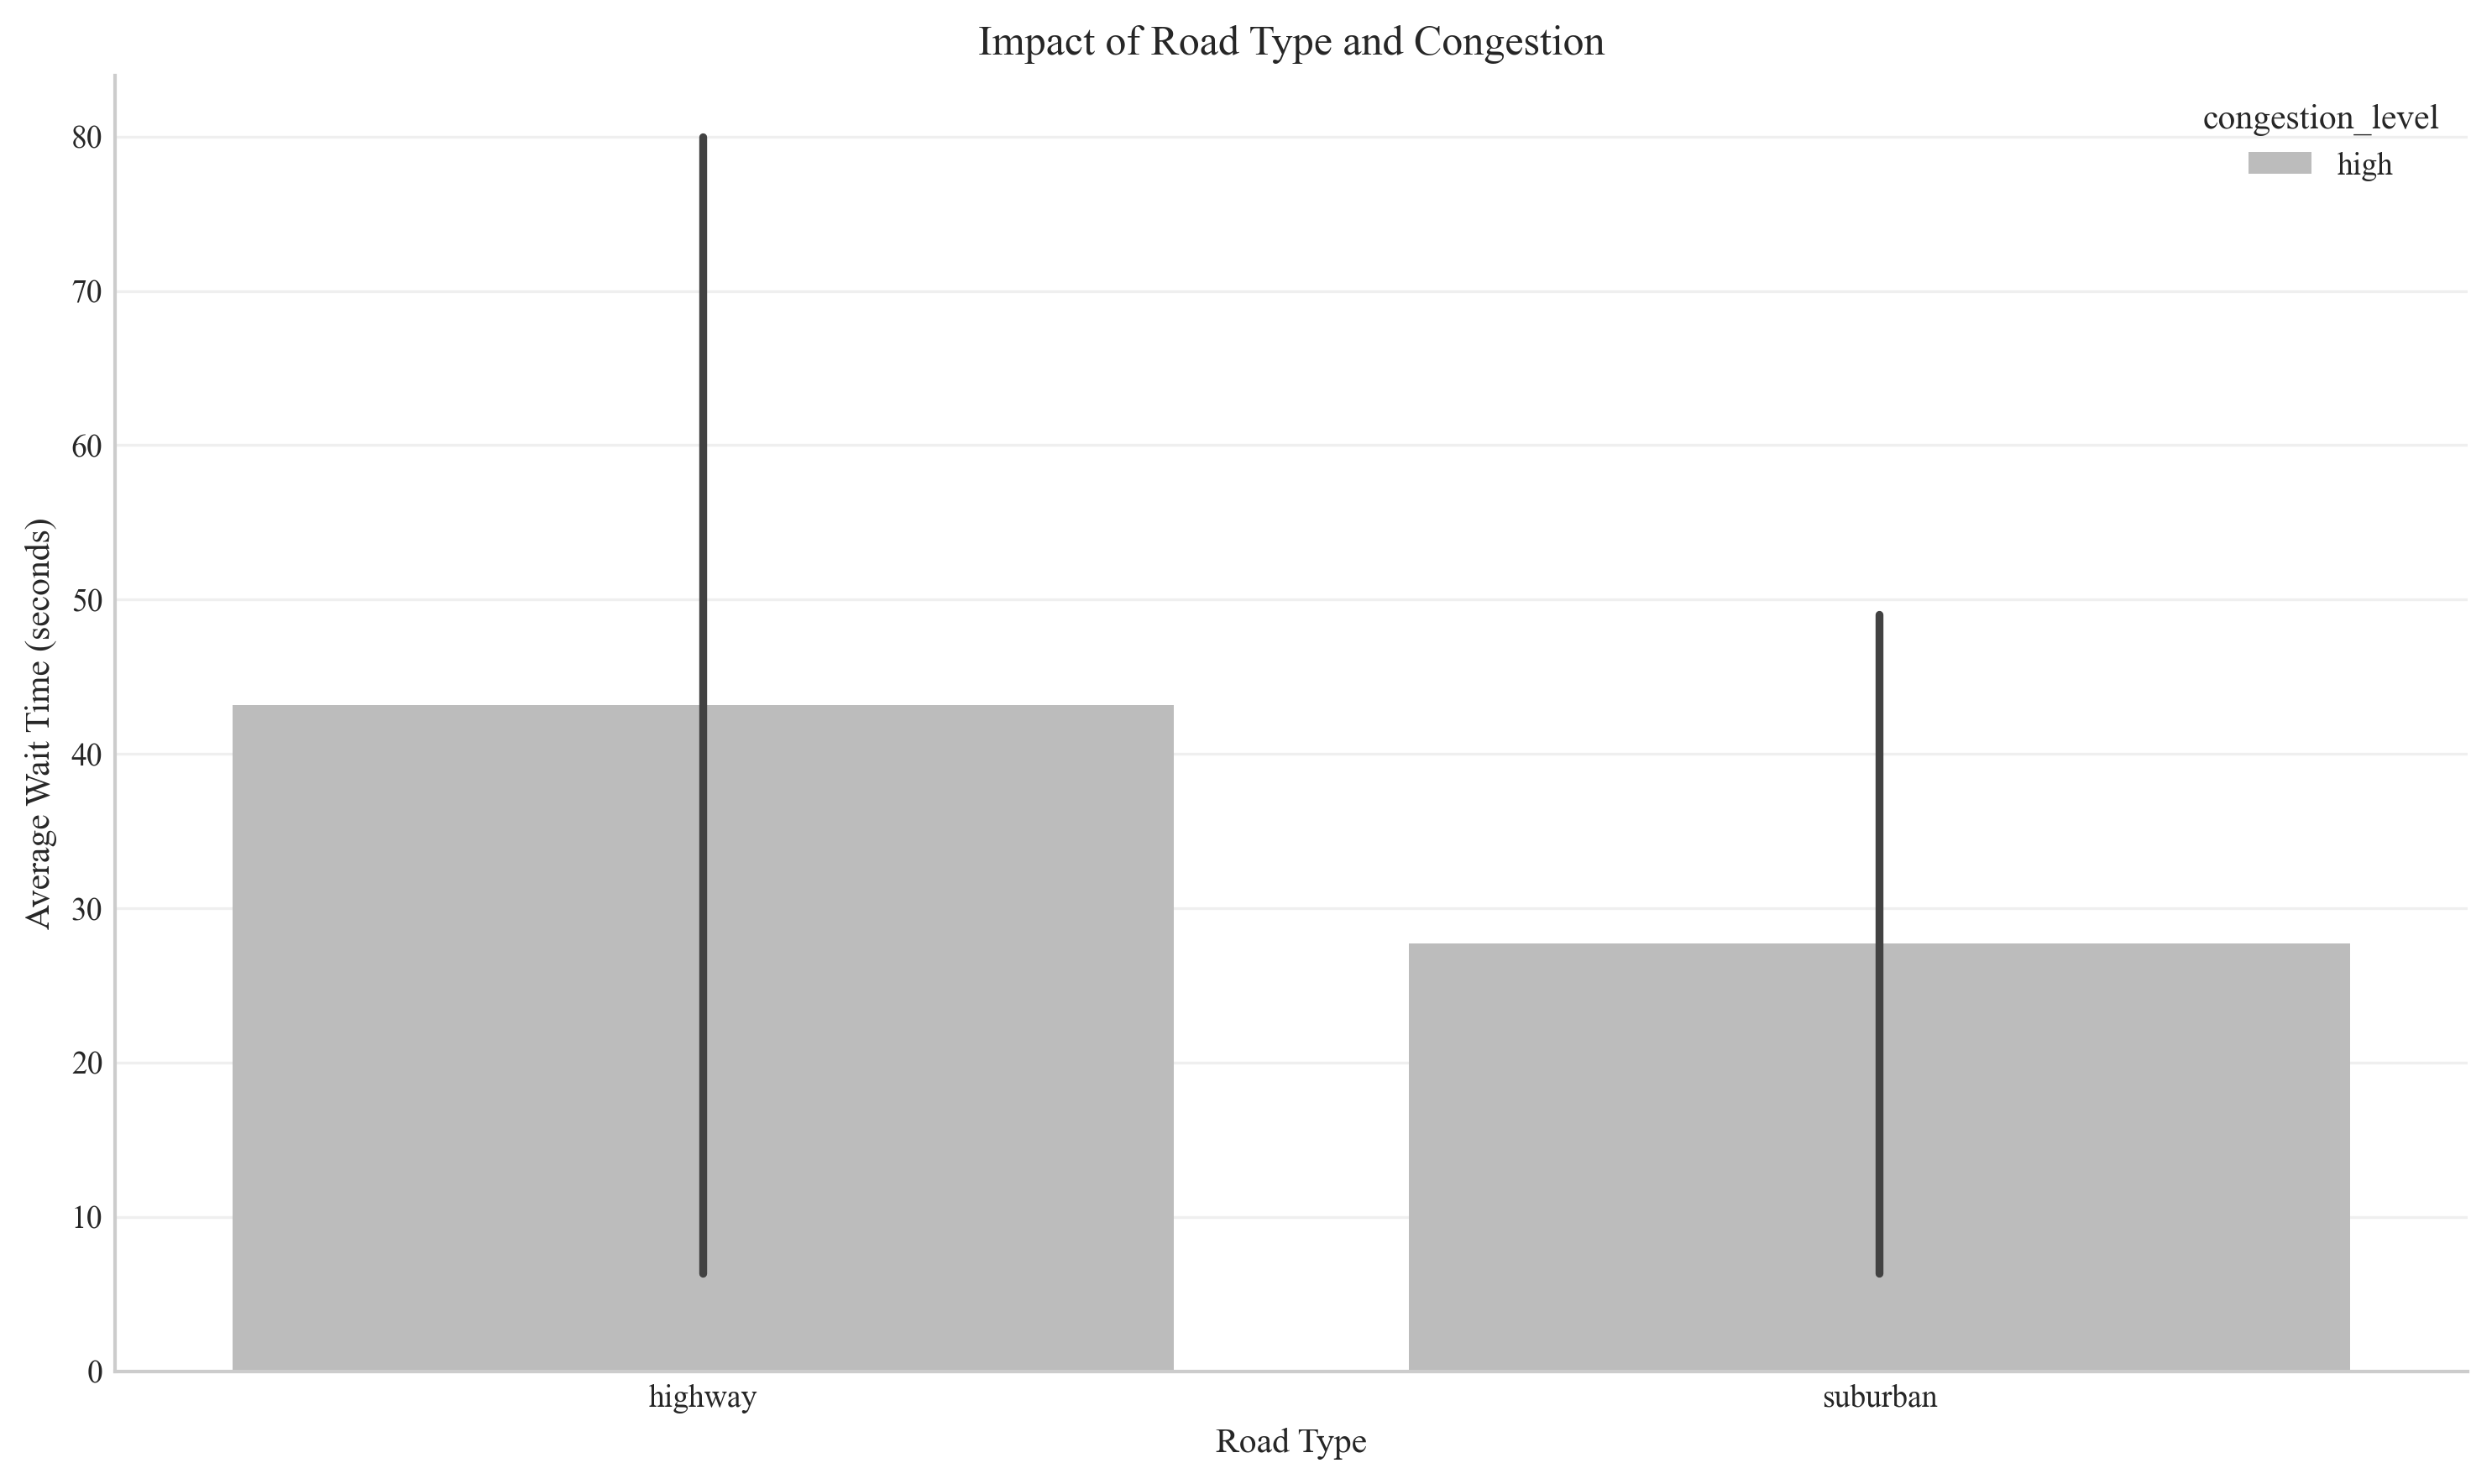 Impact of Road Type and Congestion
congestion_level
high
Average Wait Time (seconds)
80
70
60
50
40
30
20
10
0
highway
suburban
Road Type